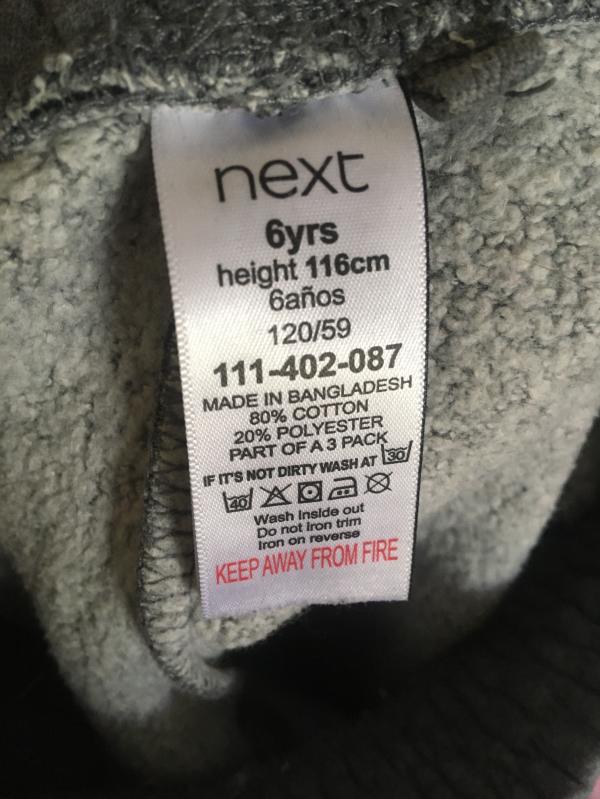 next
6yrs
height 116cm
6años
120/59
111-402-087
MADE IN BANGLADESH
80% COTTON
20% POLYESTER
PART OF A 3 PACK
IF IT'S NOT DIRTY WASH AT 30
40
Wash inside out
Do not iron trim
Iron on reverse
KEEP AWAY FROM FIRE